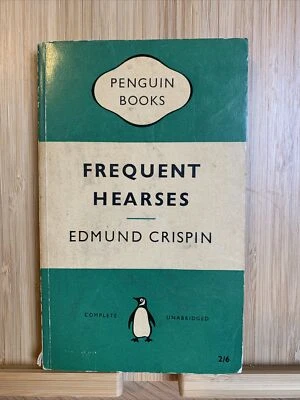 PENGUIN
BOOKS
FREQUENT
HEARSES
EDMUND CRISPIN
COMPLETE UNABRIDGED
2/6